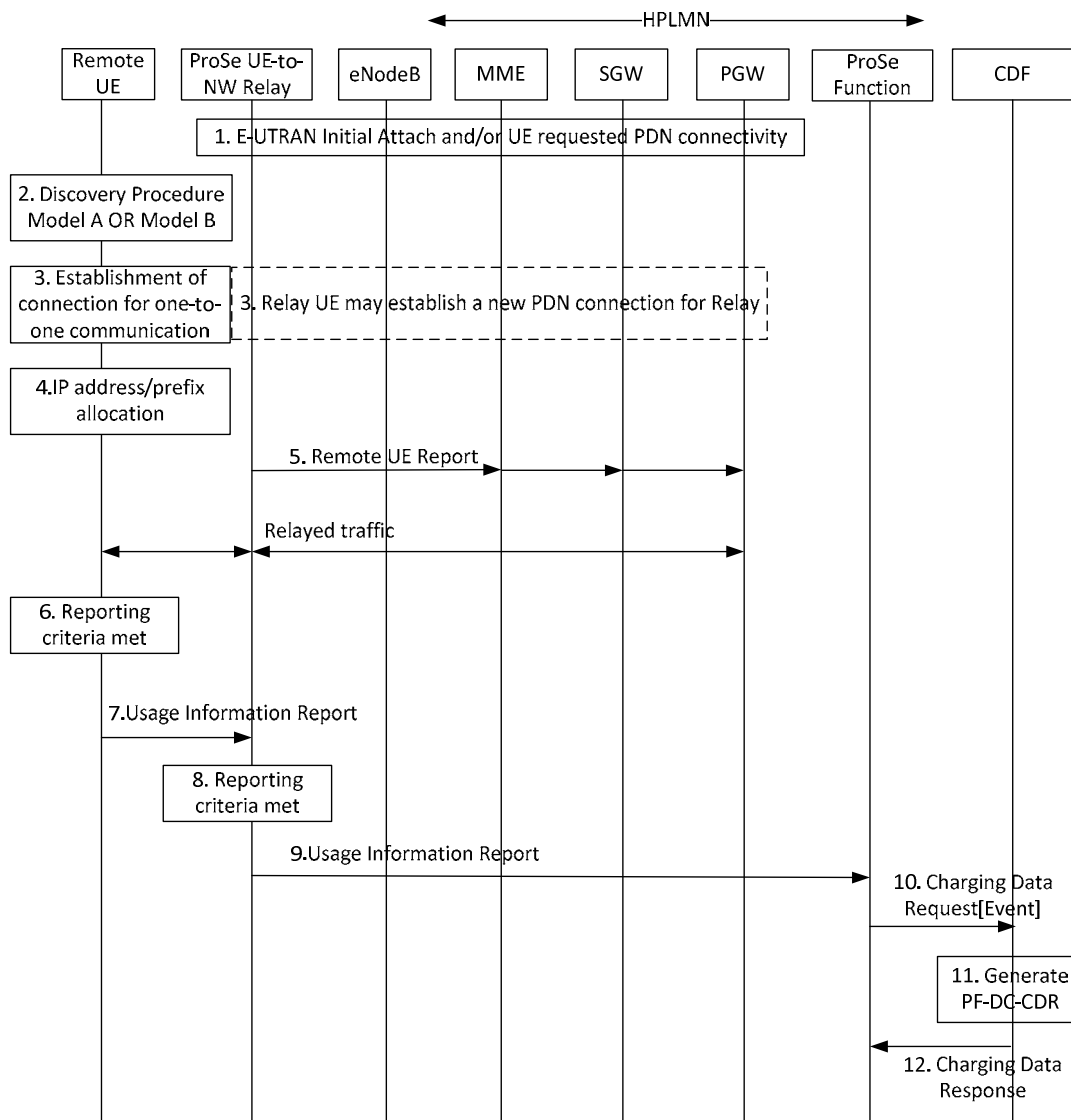 HPLMN
Remote
UE
ProSe UE-to-
NW Relay
eNodeB
MME
SGW
PGW
ProSe
Function
CDF
1. E-UTRAN Initial Attach and/or UE requested PDN connectivity
2. Discovery Procedure
Model A OR Model B
3. Establishment of
connection for one-to-
one communication
3. Relay UE may establish a new PDN connection for Relay
4.IP address/prefix
allocation
5. Remote UE Report
Relayed traffic
6. Reporting
criteria met
7.Usage Information Report
8. Reporting
criteria met
9.Usage Information Report
10. Charging Data
Request[Event]
11. Generate
PF-DC-CDR
12. Charging Data
Response